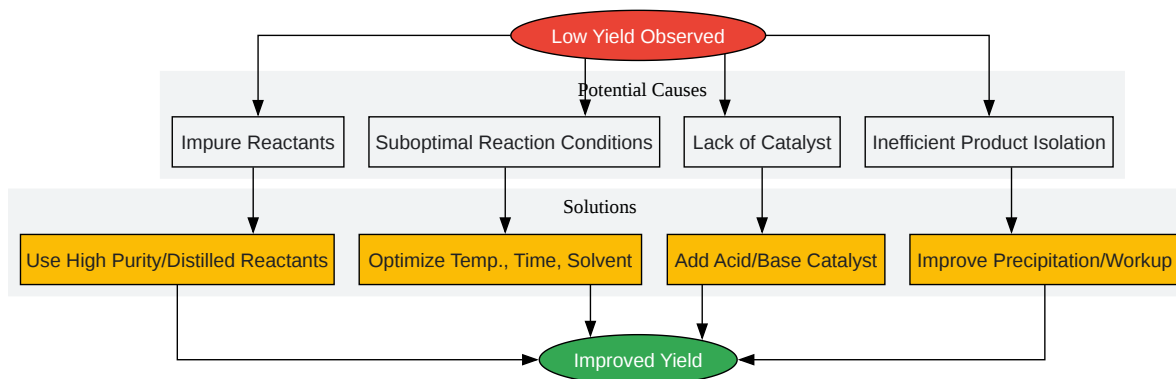 Low Yield Observed
Potential Causes
Impure Reactants
Suboptimal Reaction Conditions
Lack of Catalyst
Inefficient Product Isolation
Solutions
Use High Purity/Distilled Reactants
Optimize Temp., Time, Solvent
Add Acid/Base Catalyst
Improve Precipitation/Workup
Improved Yield